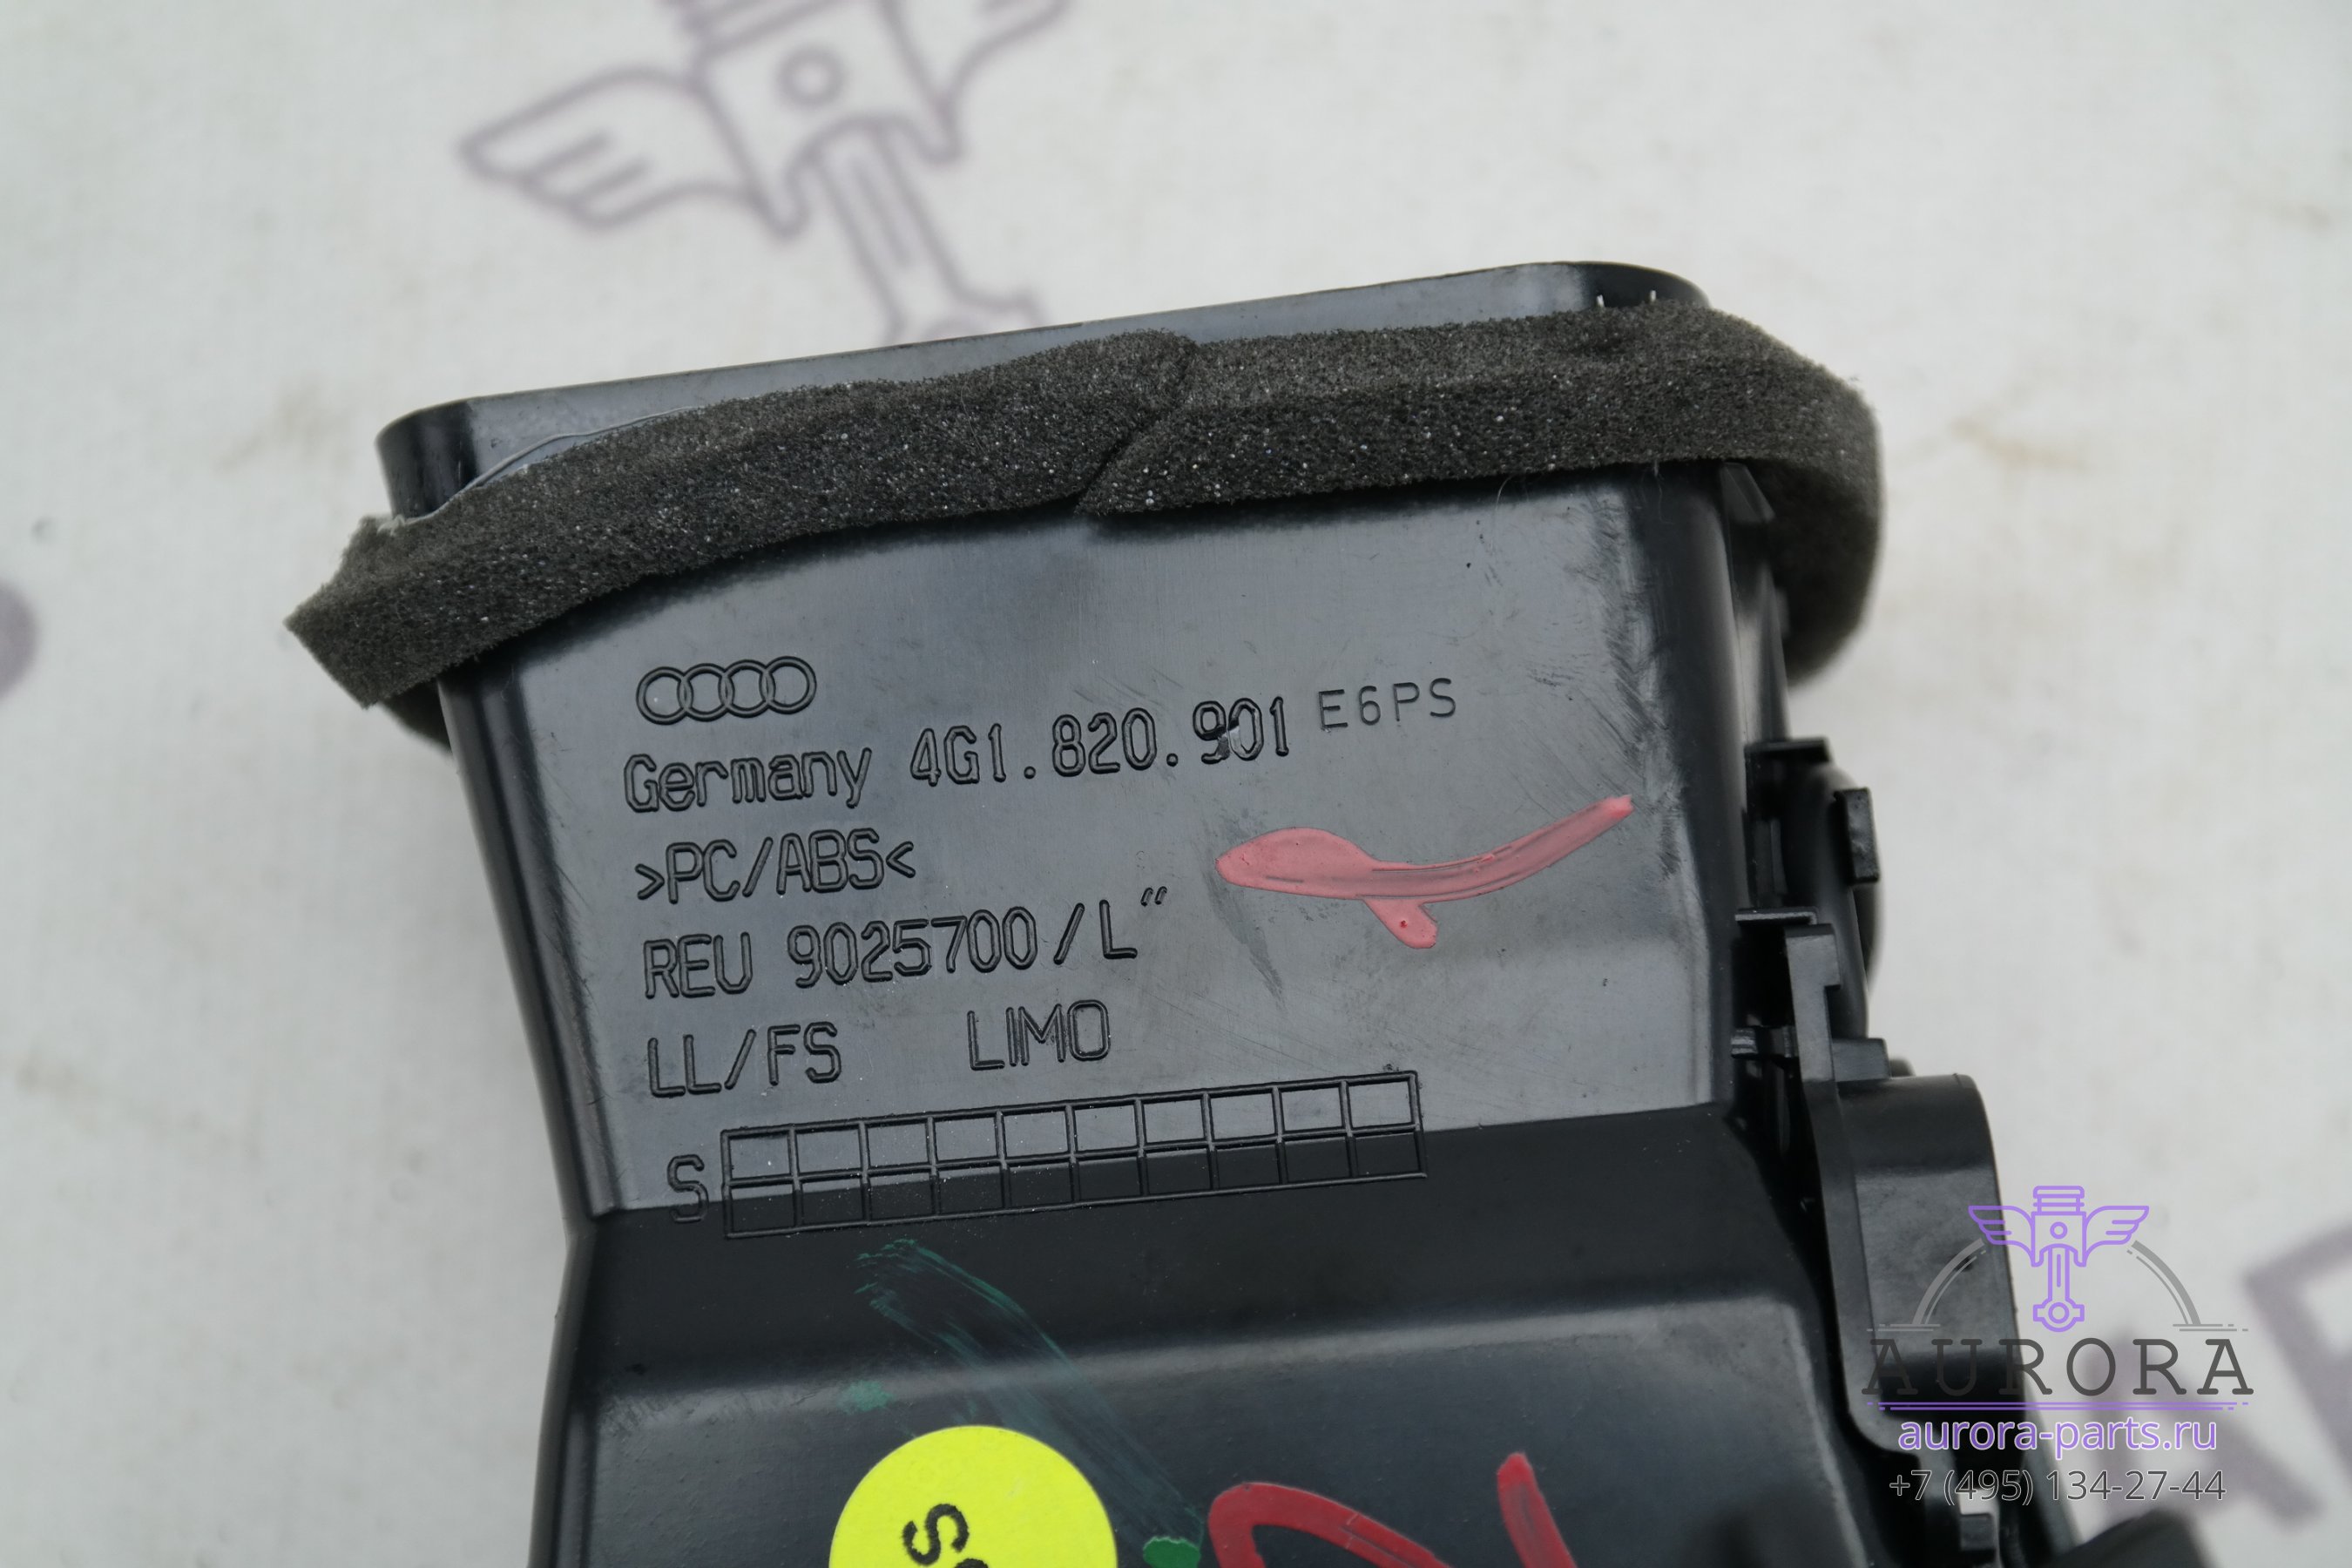 Germany 4G1.820.901 E6PS
>PC/ABS<
REU 9025700/L"
LL/FS LIMO
S
S
AURORA
aurora-parts.ru
+7 (495) 134-27-44